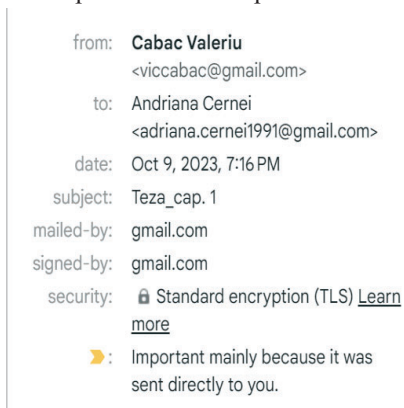 from: Cabac Valeriu
<viccabac@gmail.com>
to: Andriana Cernei
<adriana.cernei1991@gmail.com>
date: Oct 9, 2023, 7:16 PM
subject: Teza_cap. 1
mailed-by: gmail.com
signed-by: gmail.com
security: Standard encryption (TLS) Learn
more
: Important mainly because it was
sent directly to you.